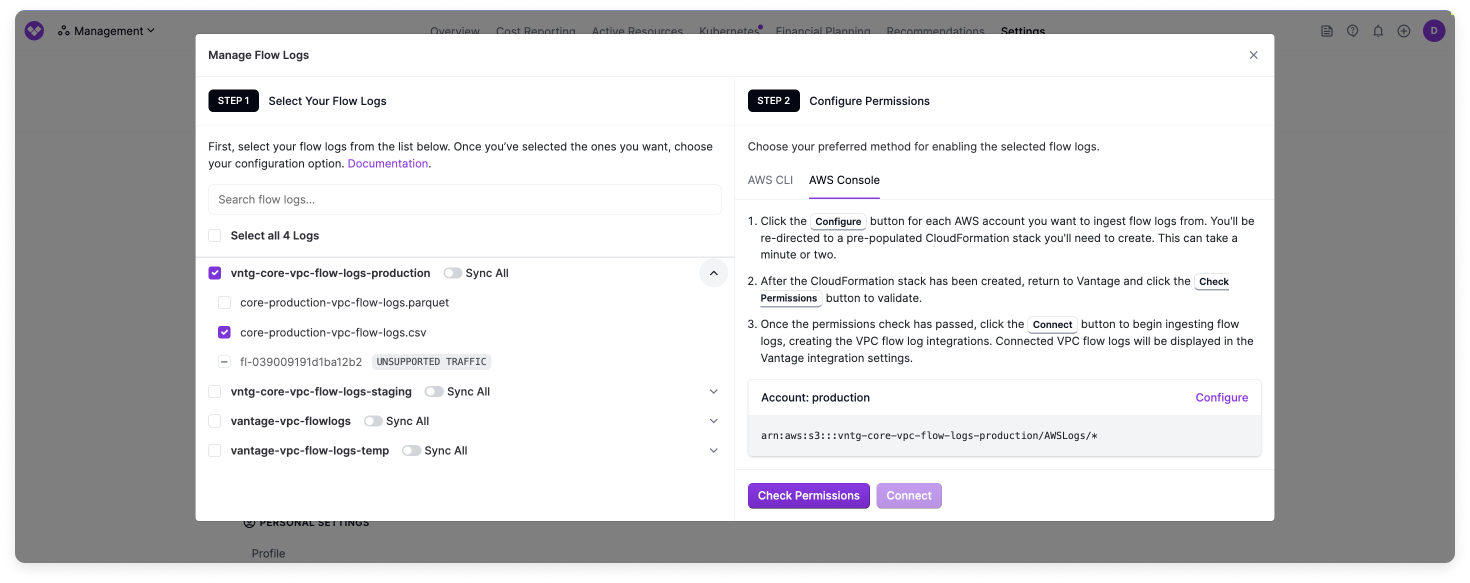 Management
Overview Cost Reporting Active Resources Kubernetes Financial Planning Recommendations Settings
D
Manage Flow Logs
STEP 1 Select Your Flow Logs
First, select your flow logs from the list below. Once you've selected the ones you want, choose
your configuration option. Documentation.
Search flow logs...
Select all 4 Logs
vntg-core-vpc-flow-logs-production Sync All
core-production-vpc-flow-logs.parquet
core-production-vpc-flow-logs.csv
fl-039009191d1ba12b2 UNSUPPORTED TRAFFIC
vntg-core-vpc-flow-logs-staging Sync All
vantage-vpc-flowlogs Sync All
vantage-vpc-flow-logs-temp Sync All
STEP 2 Configure Permissions
Choose your preferred method for enabling the selected flow logs.
AWS CLI AWS Console
1. Click the Configure button for each AWS account you want to ingest flow logs from. You'll be
re-directed to a pre-populated CloudFormation stack you'll need to create. This can take a
minute or two.
2. After the CloudFormation stack has been created, return to Vantage and click the Check
Permissions button to validate.
3. Once the permissions check has passed, click the Connect button to begin ingesting flow
logs, creating the VPC flow log integrations. Connected VPC flow logs will be displayed in the
Vantage integration settings.
Account: production Configure
arn:aws:s3:::vntg-core-vpc-flow-logs-production/AWSLogs/*
Check Permissions Connect
PERSONAL SETTINGS
Profile